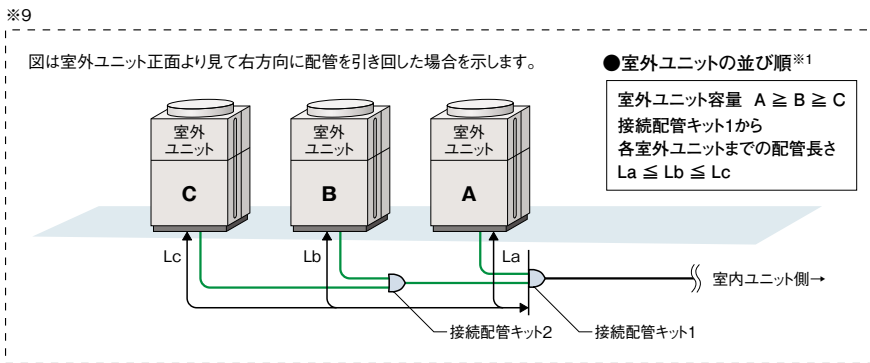 ※9
図は室外ユニット正面より見て右方向に配管を引き回した場合を示します。
●室外ユニットの並び順※1
室外ユニット容量 A ≧ B ≧ C
接続配管キット1から
各室外ユニットまでの配管長さ
La ≦ Lb ≦ Lc
室外
ユニット
C
室外
ユニット
B
室外
ユニット
A
Lc
Lb
La
室内ユニット側→
接続配管キット2
接続配管キット1